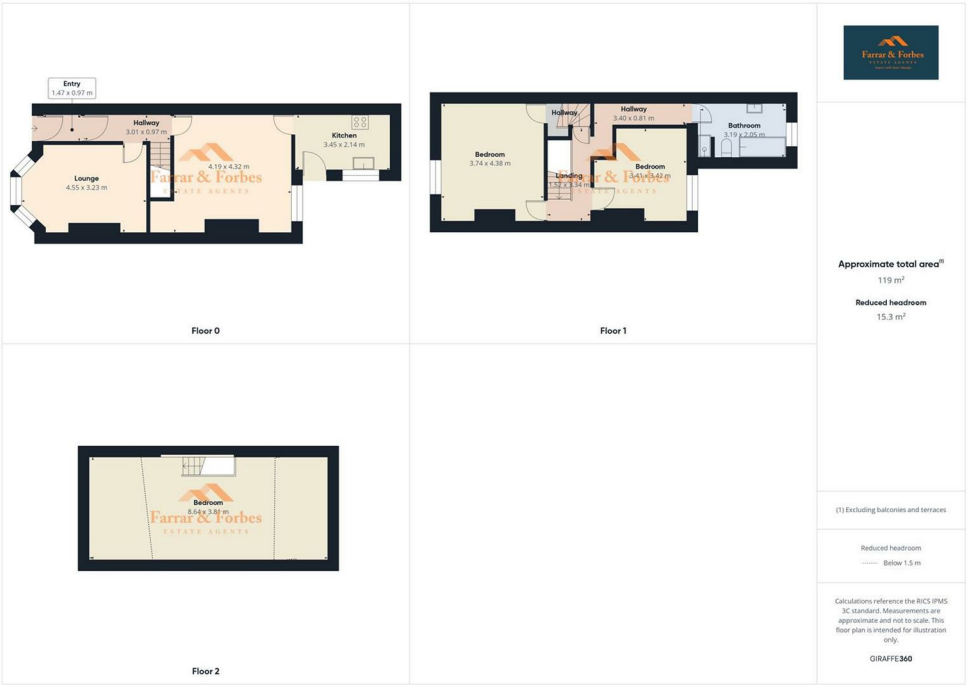 Entry
1.47 x 0.97 m
Hallway
3.01 x 0.97 m
Lounge
4.55 x 3.23 m
4.19 x 4.32 m
Kitchen
3.45 x 2.14 m
Farrar & Forbes
ESTATE AGENTS
Floor 0
Hallway
Hallway
3.40 x 0.81 m
Bathroom
3.19 x 2.05 m
Bedroom
3.74 x 4.38 m
Landing
Bedroom
Farrar & Forbes
ESTATE AGENTS
Floor 1
Bedroom
8.64 x 3.81 m
Farrar & Forbes
ESTATE AGENTS
Floor 2
Farrar & Forbes
ESTATE AGENTS
Approximate total area(1)
119 m²
Reduced headroom
15.3 m²
(1) Excluding balconies and terraces
Reduced headroom
Below 1.5 m
Calculations reference the RICS IPMS
3C standard. Measurements are
approximate and not to scale. This
floor plan is intended for illustration
only.
GIRAFFE360